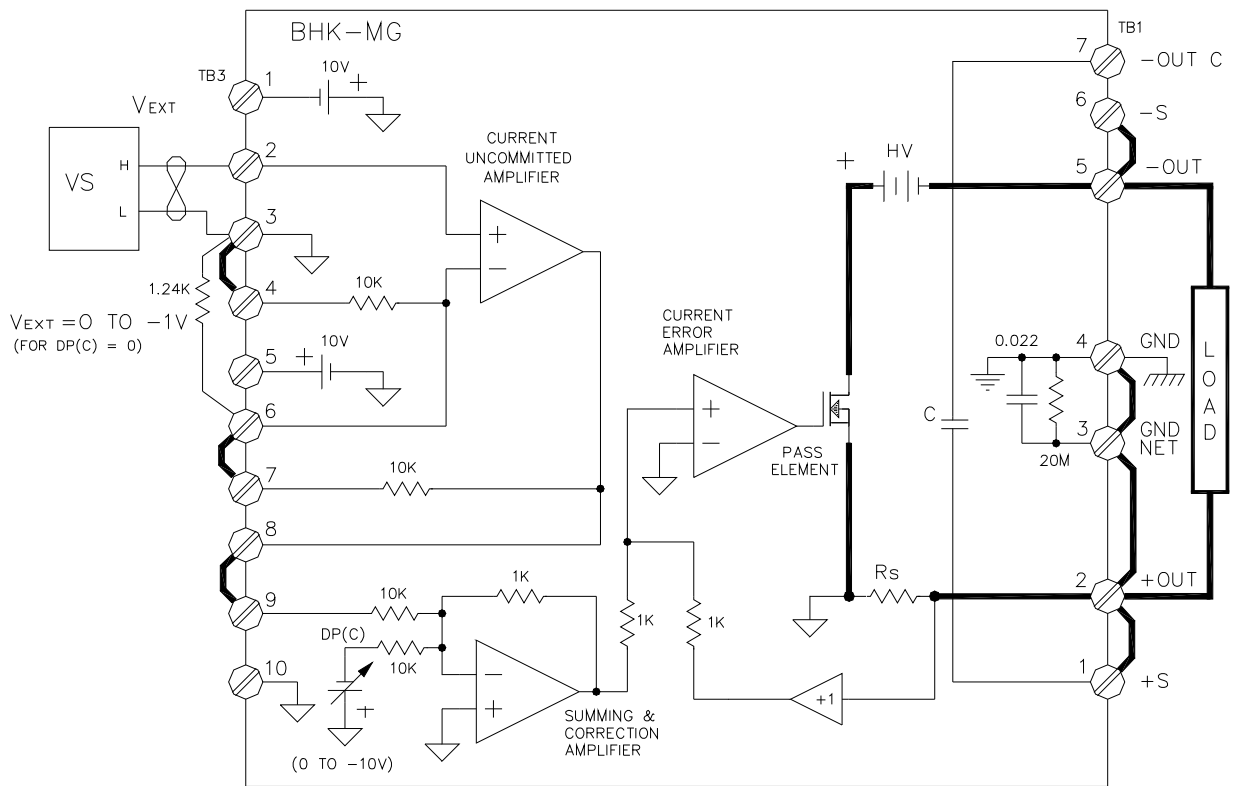 BHK-MG
TB3
TB1
1
10V
+
VEXT
VS
H
L
2
3
1.24K
VEXT =0 TO -1V
(FOR DP(C) = 0)
4
10K
5
+
10V
6
7
10K
8
9
10K
10
CURRENT
UNCOMMITTED
AMPLIFIER
+
−
DP(C)
10K
+
(0 TO -10V)
1K
−
+
SUMMING &
CORRECTION
AMPLIFIER
CURRENT
ERROR
AMPLIFIER
+
−
PASS
ELEMENT
1K
1K
+1
Rs
+
HV
C
0.022
20M
7
-OUT C
6
-S
5
-OUT
4
GND
3
GND
NET
2
+OUT
1
+S
LOAD